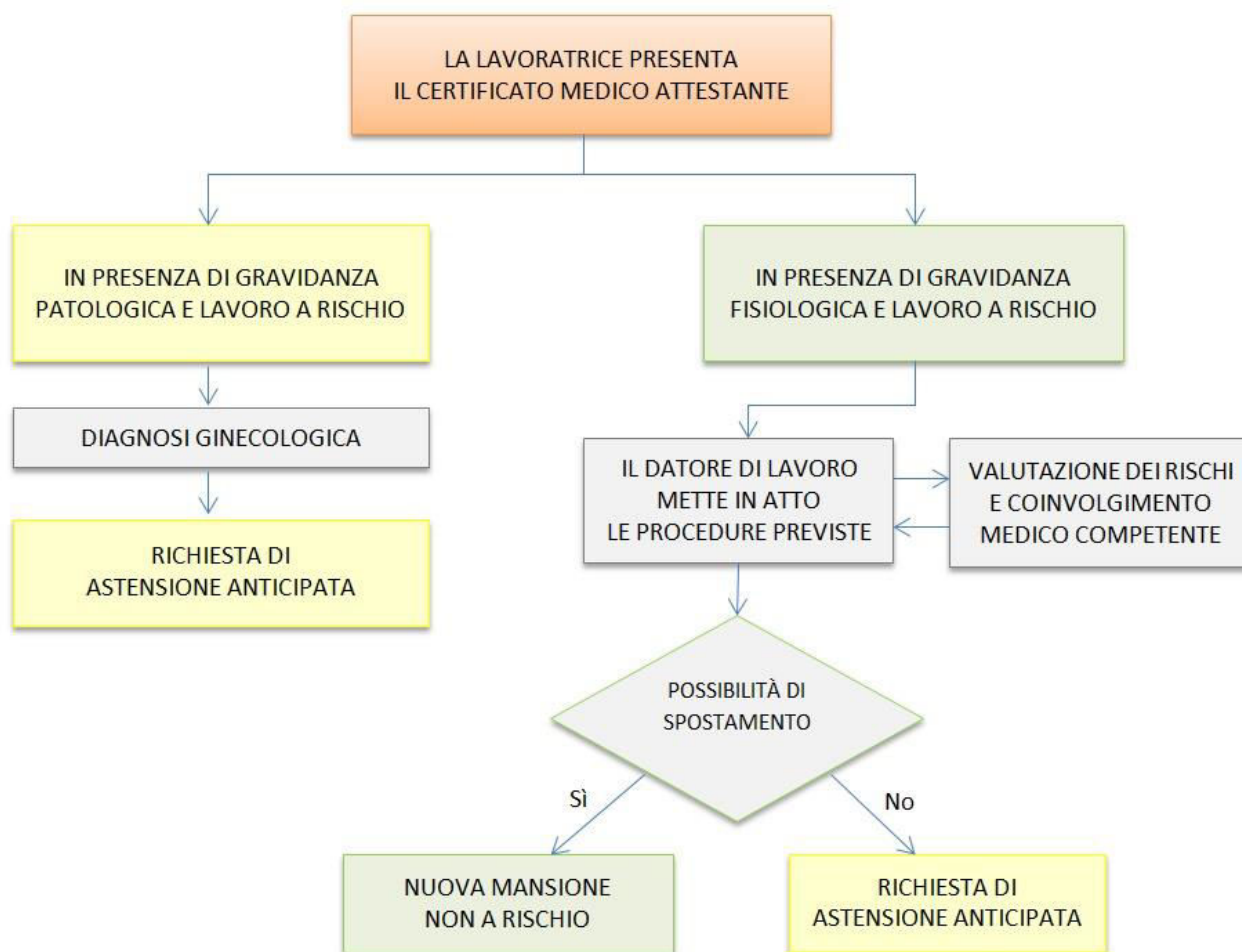 LA LAVORATRICE PRESENTA
IL CERTIFICATO MEDICO ATTESTANTE
IN PRESENZA DI GRAVIDANZA
PATOLOGICA E LAVORO A RISCHIO
IN PRESENZA DI GRAVIDANZA
FISIOLOGICA E LAVORO A RISCHIO
DIAGNOSI GINECOLOGICA
RICHIESTA DI
ASTENSIONE ANTICIPATA
IL DATORE DI LAVORO
METTE IN ATTO
LE PROCEDURE PREVISTE
VALUTAZIONE DEI RISCHI
E COINVOLGIMENTO
MEDICO COMPETENTE
POSSIBILITÀ DI
SPOSTAMENTO
Sì
No
NUOVA MANSIONE
NON A RISCHIO
RICHIESTA DI
ASTENSIONE ANTICIPATA